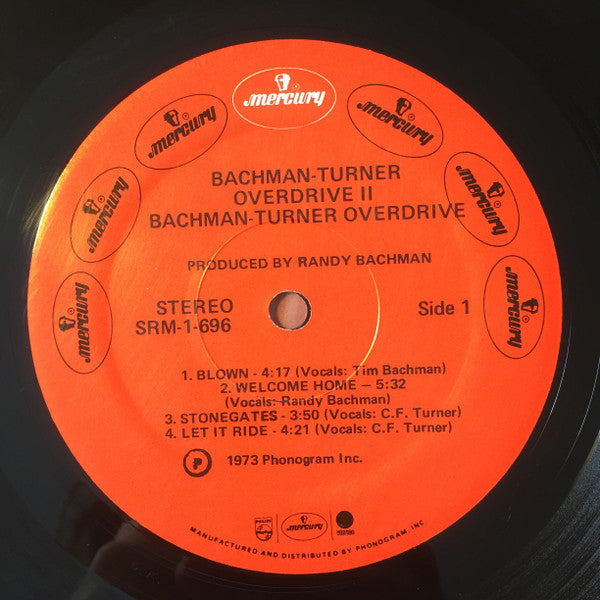 mercury
mercury
mercury
mercury
mercury
mercury
mercury
BACHMAN-TURNER
OVERDRIVE II
BACHMAN-TURNER OVERDRIVE
PRODUCED BY RANDY BACHMAN
STEREO
SRM-1-696
Side 1
1. BLOWN - 4:17 (Vocals: Tim Bachman)
2. WELCOME HOME — 5:32
(Vocals: Randy Bachman)
3. STONEGATES - 3:50 (Vocals: C.F. Turner)
4. LET IT RIDE - 4:21 (Vocals: C.F. Turner)
℗ 1973 Phonogram Inc.
PHILIPS
mercury
MANUFACTURED AND DISTRIBUTED BY PHONOGRAM, INC.